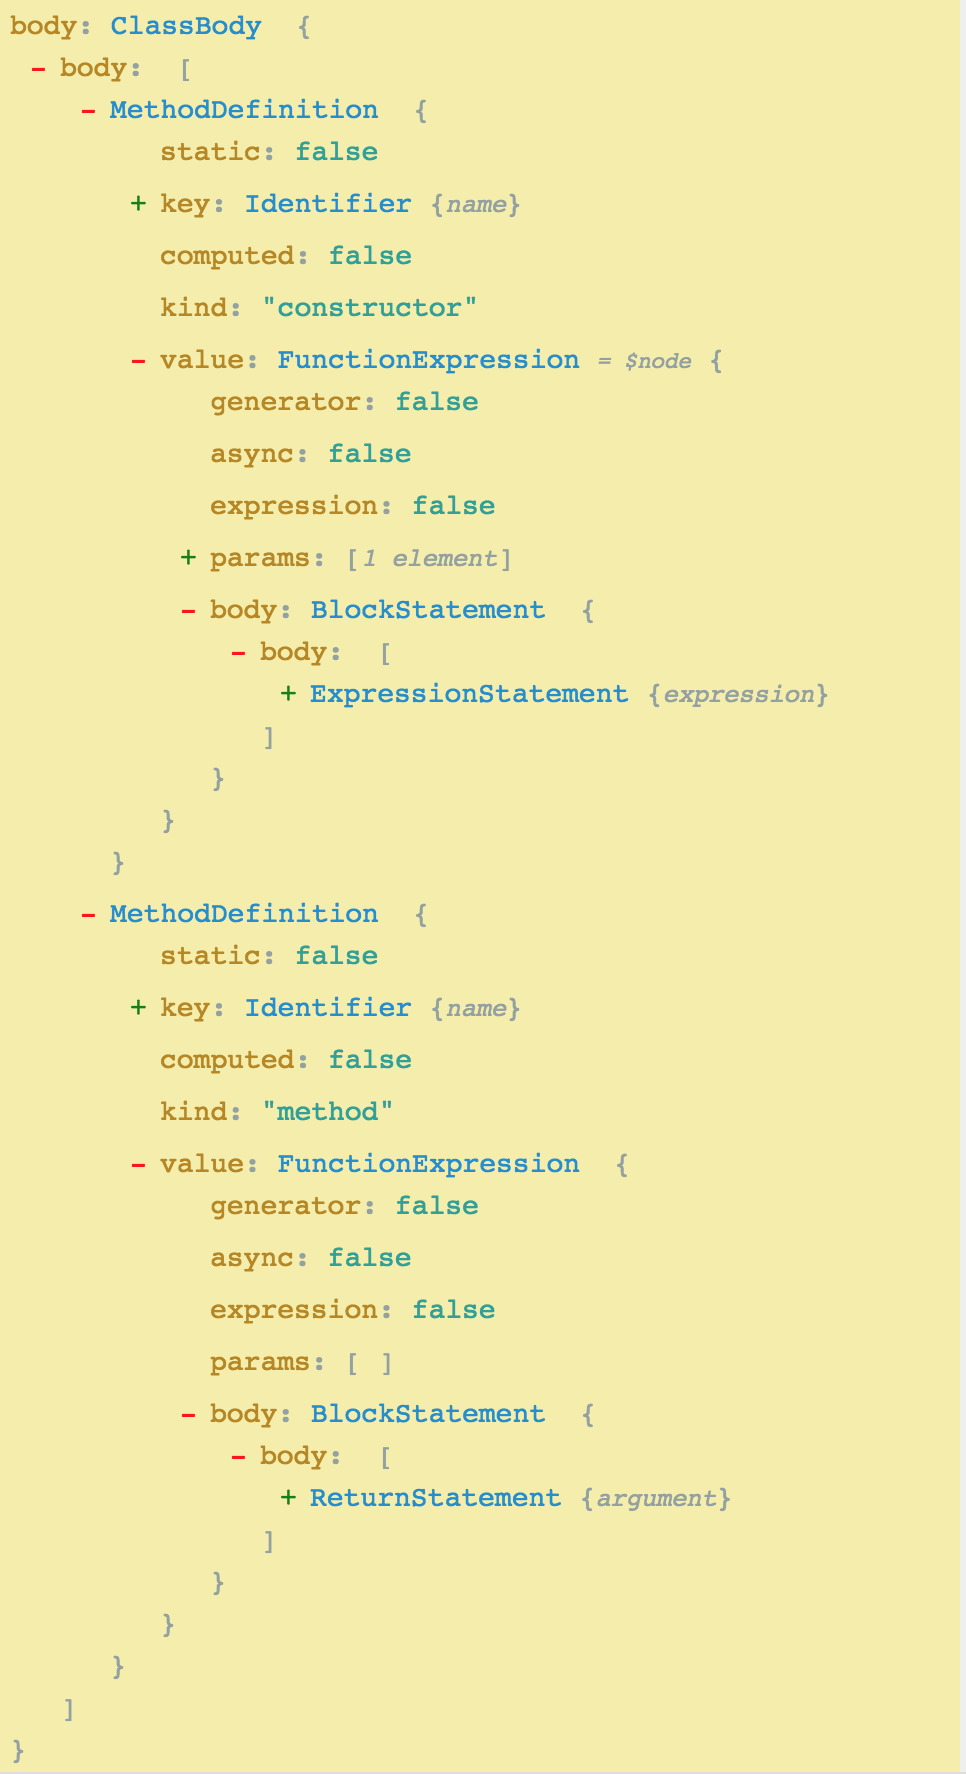 body: ClassBody {
- body: [
- MethodDefinition {
static: false
+ key: Identifier {name}
computed: false
kind: "constructor"
- value: FunctionExpression = $node {
generator: false
async: false
expression: false
+ params: [1 element]
- body: BlockStatement {
- body: [
+ ExpressionStatement {expression}
]
}
}
}
- MethodDefinition {
static: false
+ key: Identifier {name}
computed: false
kind: "method"
- value: FunctionExpression {
generator: false
async: false
expression: false
params: [ ]
- body: BlockStatement {
- body: [
+ ReturnStatement {argument}
]
}
}
}
]
}